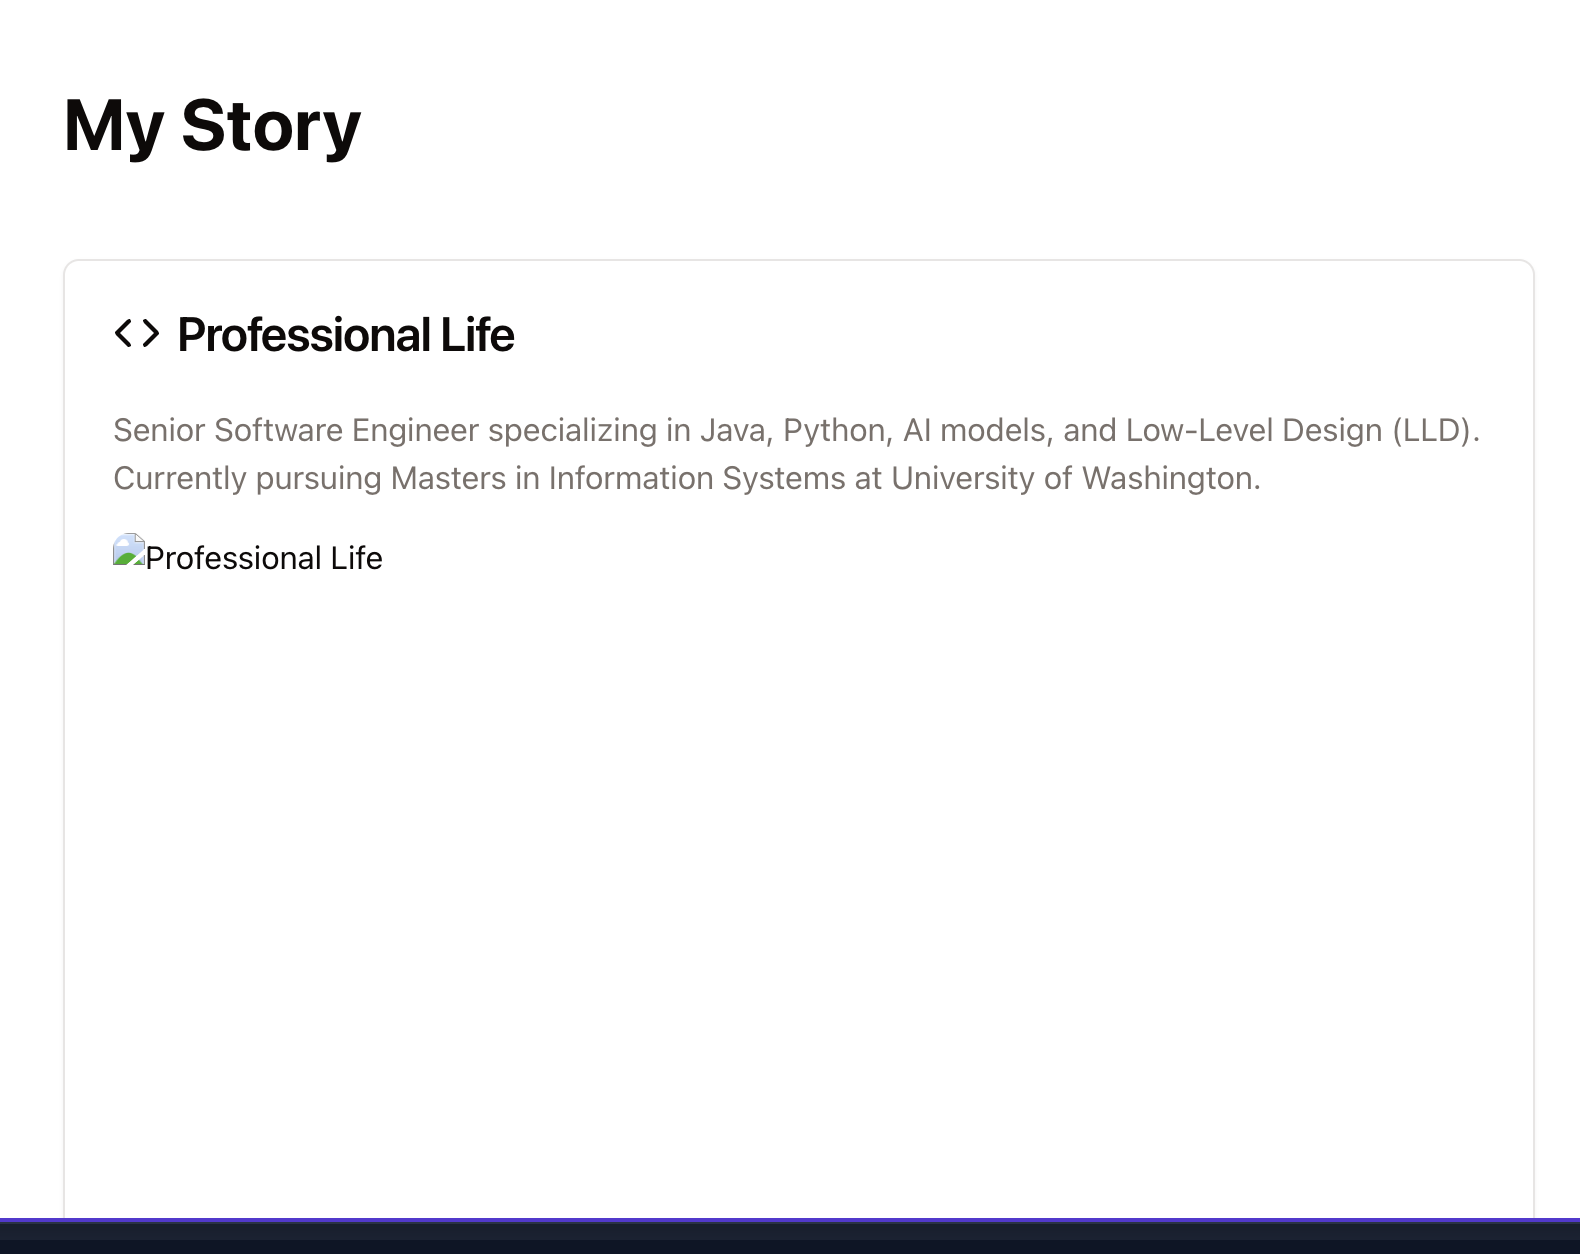 My Story
Professional Life
Senior Software Engineer specializing in Java, Python, AI models, and Low-Level Design (LLD).
Currently pursuing Masters in Information Systems at University of Washington.
Professional Life